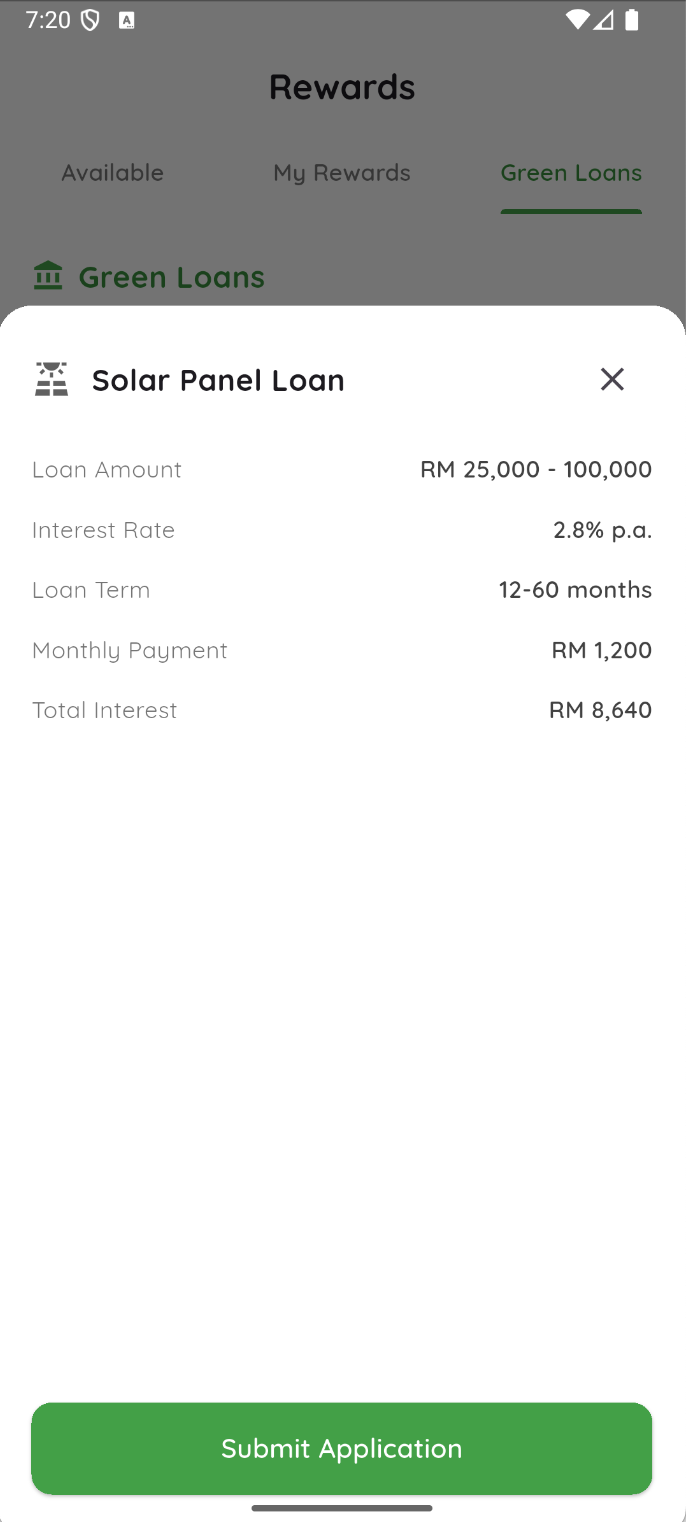 7:20
Rewards
Available My Rewards Green Loans
Green Loans
Solar Panel Loan
Loan Amount RM 25,000 - 100,000
Interest Rate 2.8% p.a.
Loan Term 12-60 months
Monthly Payment RM 1,200
Total Interest RM 8,640
Submit Application